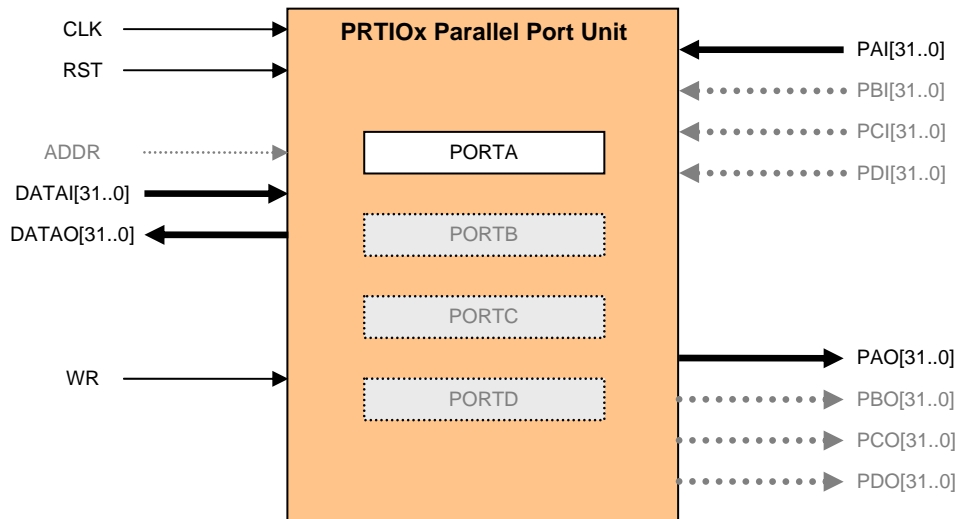 PRTIOx Parallel Port Unit
CLK
RST
ADDR
DATAI[31..0]
DATAO[31..0]
WR
PORTA
PORTB
PORTC
PORTD
PAI[31..0]
PBI[31..0]
PCI[31..0]
PDI[31..0]
PAO[31..0]
PBO[31..0]
PCO[31..0]
PDO[31..0]